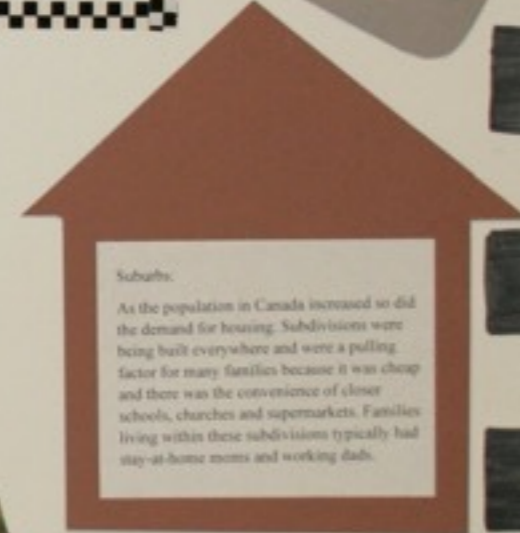 Suburbs:
As the population in Canada increased so did
the demand for housing. Subdivisions were
being built everywhere and were a pulling
factor for many families because it was cheap
and there was the convenience of closer
schools, churches and supermarkets. Families
living within these subdivisions typically had
stay-at-home moms and working dads.